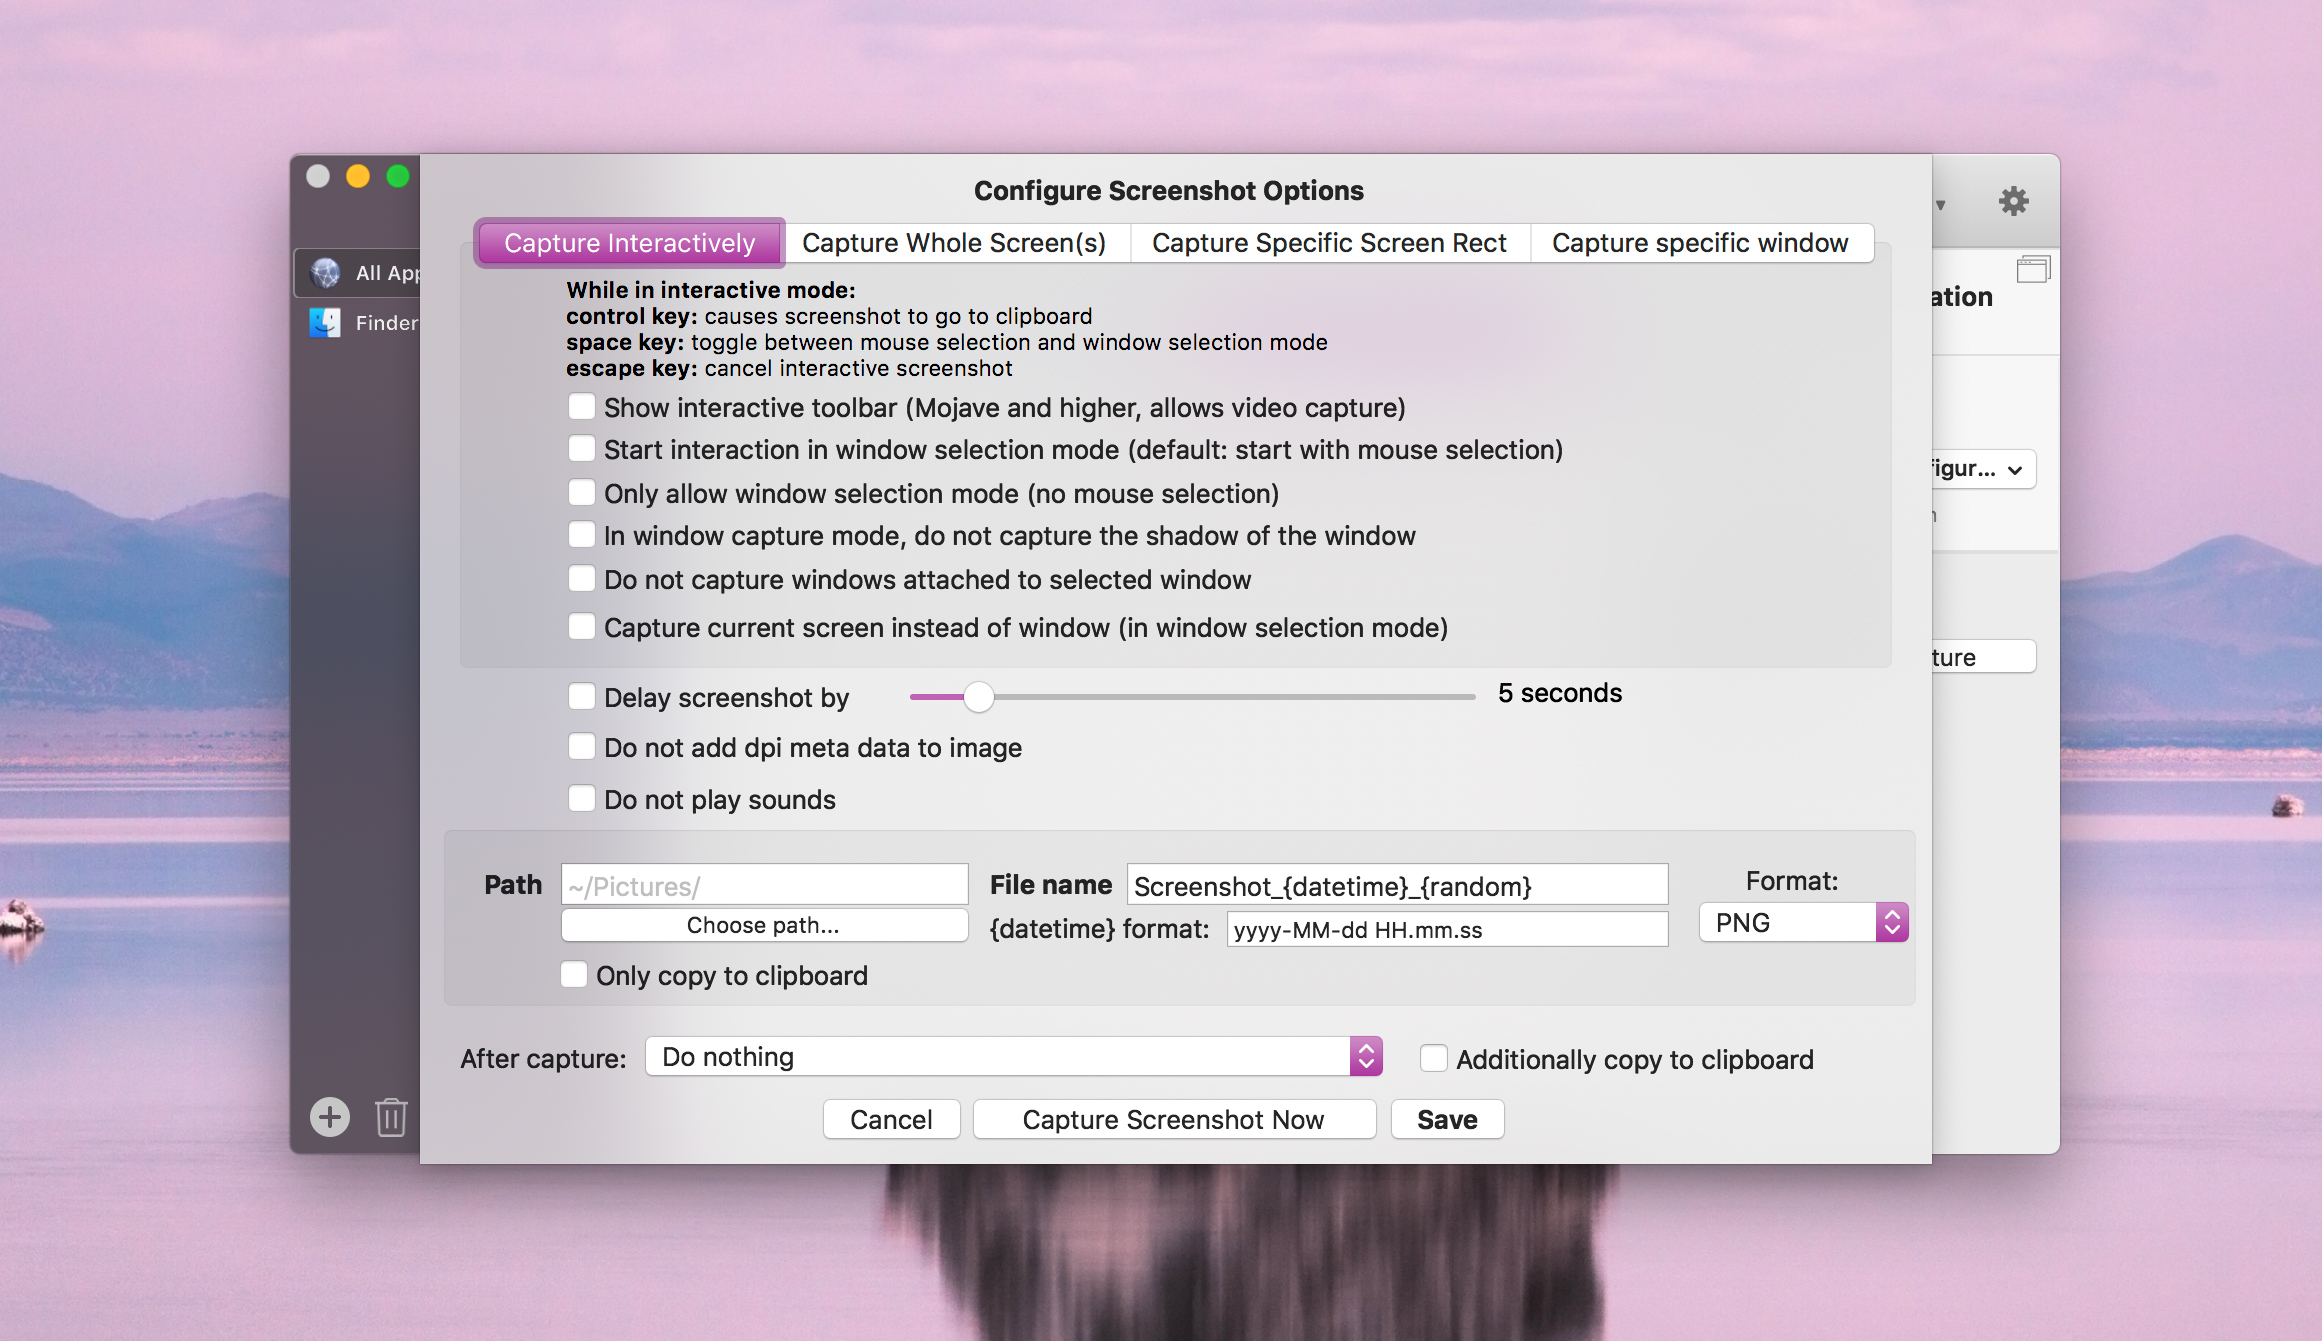 Configure Screenshot Options
Capture Interactively Capture Whole Screen(s) Capture Specific Screen Rect Capture specific window
All App
Finder
While in interactive mode:
control key: causes screenshot to go to clipboard
space key: toggle between mouse selection and window selection mode
escape key: cancel interactive screenshot
Show interactive toolbar (Mojave and higher, allows video capture)
Start interaction in window selection mode (default: start with mouse selection)
Only allow window selection mode (no mouse selection)
In window capture mode, do not capture the shadow of the window
Do not capture windows attached to selected window
Capture current screen instead of window (in window selection mode)
Delay screenshot by 5 seconds
Do not add dpi meta data to image
Do not play sounds
Path ~/Pictures/ File name Screenshot_{datetime}_{random} Format:
Choose path... {datetime} format: yyyy-MM-dd HH.mm.ss PNG
Only copy to clipboard
After capture: Do nothing Additionally copy to clipboard
Cancel Capture Screenshot Now Save
ation
figur...
ture